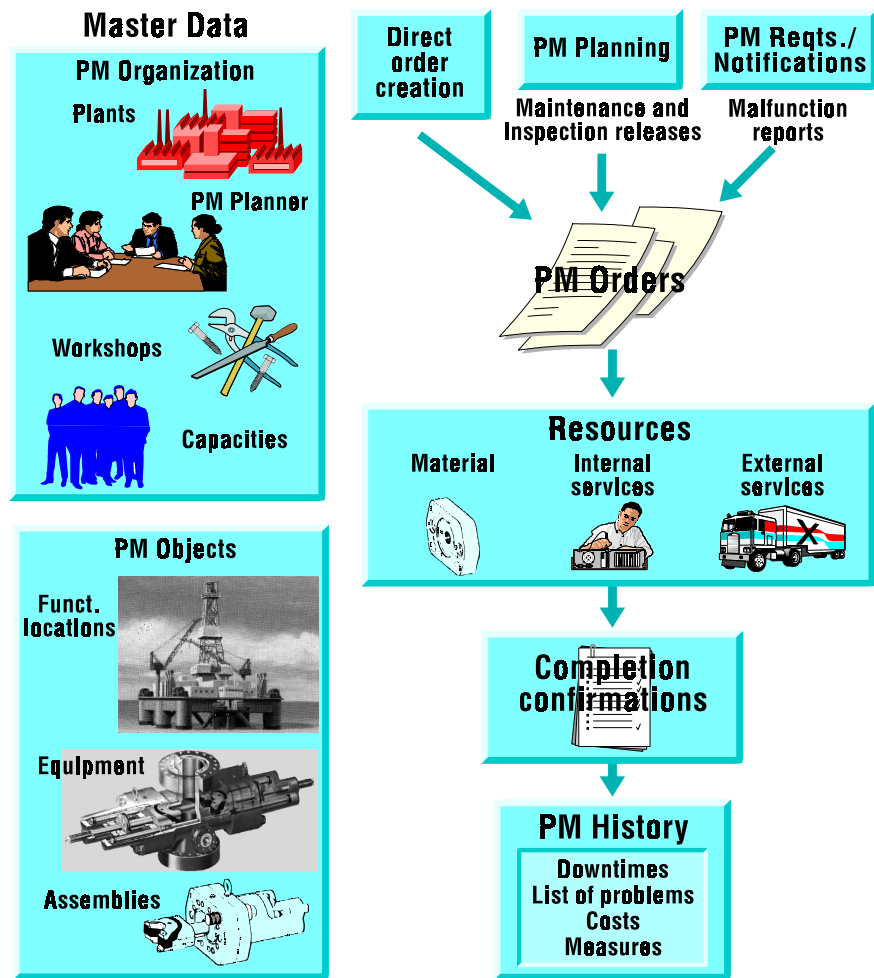 Master Data
PM Organization
Plants
PM Planner
Workshops
Capacities
PM Objects
Funct.
locations
Equipment
Assemblies
Direct
order
creation
PM Planning
Maintenance and
Inspection releases
PM Reqts./
Notifications
Malfunction
reports
PM Orders
Resources
Material
Internal
services
External
services
X
Completion
confirmations
PM History
Downtimes
List of problems
Costs
Measures